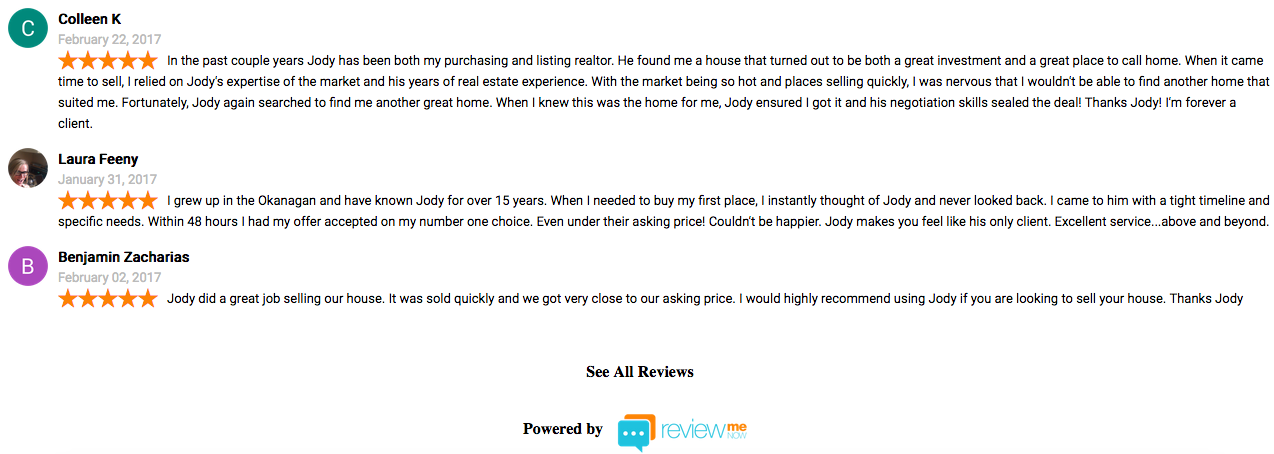 C
Colleen K
February 22, 2017
In the past couple years Jody has been both my purchasing and listing realtor. He found me a house that turned out to be both a great investment and a great place to call home. When it came
time to sell, I relied on Jody's expertise of the market and his years of real estate experience. With the market being so hot and places selling quickly, I was nervous that I wouldn't be able to find another home that
suited me. Fortunately, Jody again searched to find me another great home. When I knew this was the home for me, Jody ensured I got it and his negotiation skills sealed the deal! Thanks Jody! I'm forever a
client.
Laura Feeny
January 31, 2017
I grew up in the Okanagan and have known Jody for over 15 years. When I needed to buy my first place, I instantly thought of Jody and never looked back. I came to him with a tight timeline and
specific needs. Within 48 hours I had my offer accepted on my number one choice. Even under their asking price! Couldn't be happier. Jody makes you feel like his only client. Excellent service...above and beyond.
B
Benjamin Zacharias
February 02, 2017
Jody did a great job selling our house. It was sold quickly and we got very close to our asking price. I would highly recommend using Jody if you are looking to sell your house. Thanks Jody
See All Reviews
Powered by review me NOW